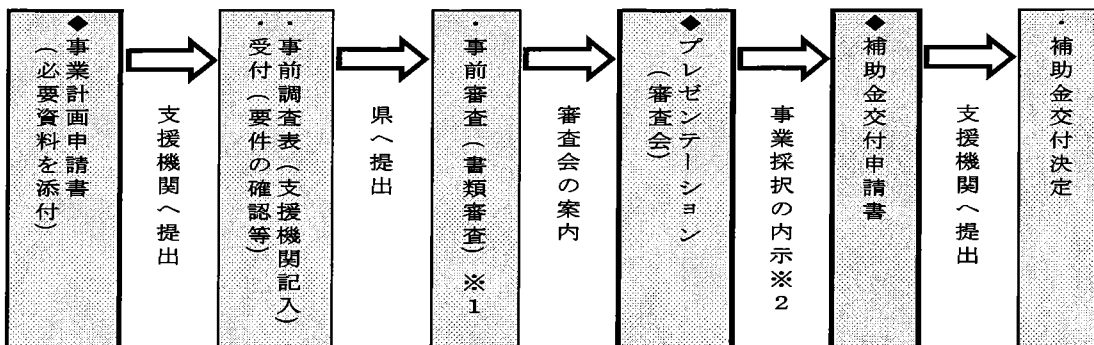 ◆事業計画申請書
（必要資料を添付）
支援機関へ提出
・事前調査表（支援機関記入）
・受付（要件の確認等）
県へ提出
・事前審査（書類審査）※1
審査会の案内
◆プレゼンテーション
（審査会）
事業採択の内示※2
◆補助金交付申請書
支援機関へ提出
・補助金交付決定